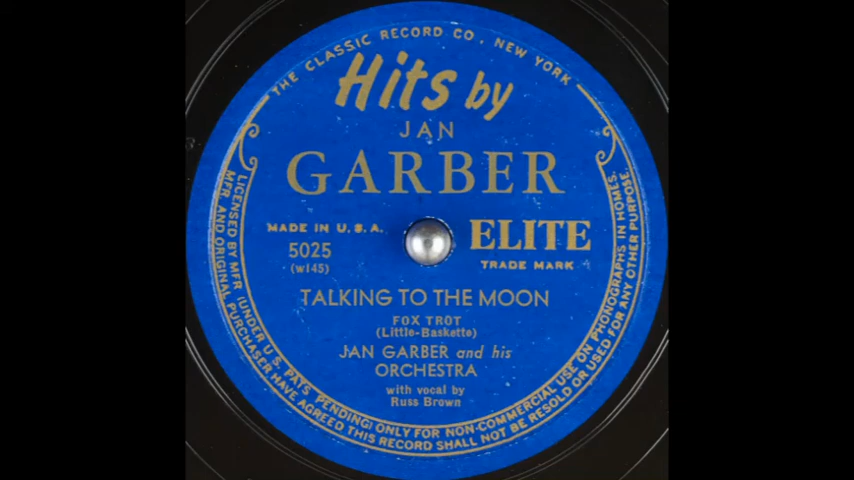 THE CLASSIC RECORD CO., NEW YORK
Hits by
JAN
GARBER
MADE IN U.S.A.
ELITE
5025
TRADE MARK
(w145)
TALKING TO THE MOON
FOX TROT
(Little-Baskette)
JAN GARBER and his
ORCHESTRA
with vocal by
Russ Brown
LICENSED BY MFR (UNDER U.S. PATS PENDING) ONLY FOR NON-COMMERCIAL USE ON PHONOGRAPHS IN HOMES.
MFR. AND ORIGINAL PURCHASER HAVE AGREED THIS RECORD SHALL NOT BE RESOLD OR USED FOR ANY OTHER PURPOSE.